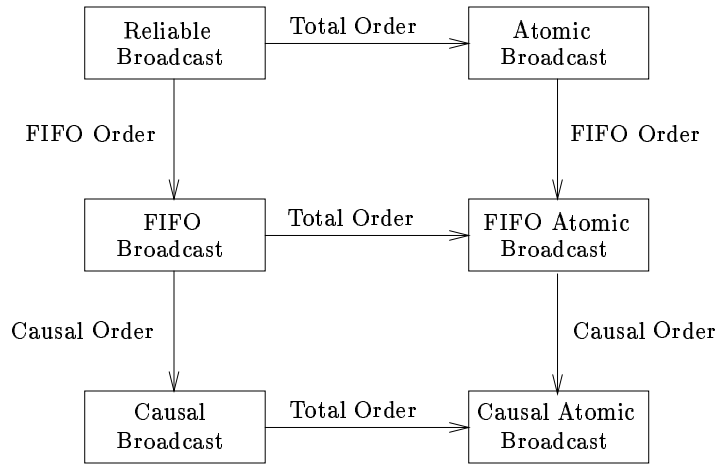 Reliable
Broadcast
Total Order
Atomic
Broadcast
FIFO Order
FIFO Order
FIFO
Broadcast
Total Order
FIFO Atomic
Broadcast
Causal Order
Causal Order
Causal
Broadcast
Total Order
Causal Atomic
Broadcast